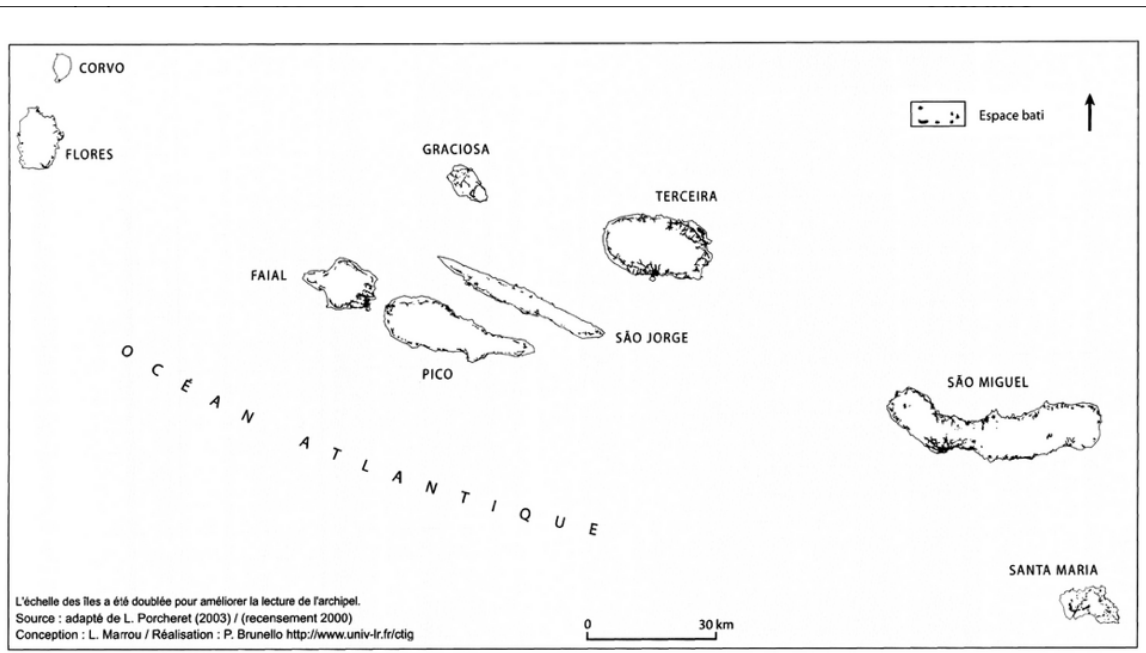 CORVO
FLORES
GRACIOSA
Espace bati
TERCEIRA
FAIAL
SÃO JORGE
PICO
SÃO MIGUEL
OCÉAN ATLANTIQUE
SANTA MARIA
L'échelle des îles a été doublée pour améliorer la lecture de l'archipel.
Source : adapté de L. Porcheret (2003) / (recensement 2000)
Conception : L. Marrou / Réalisation : P. Brunello http://www.univ-lr.fr/ctig
0 30 km